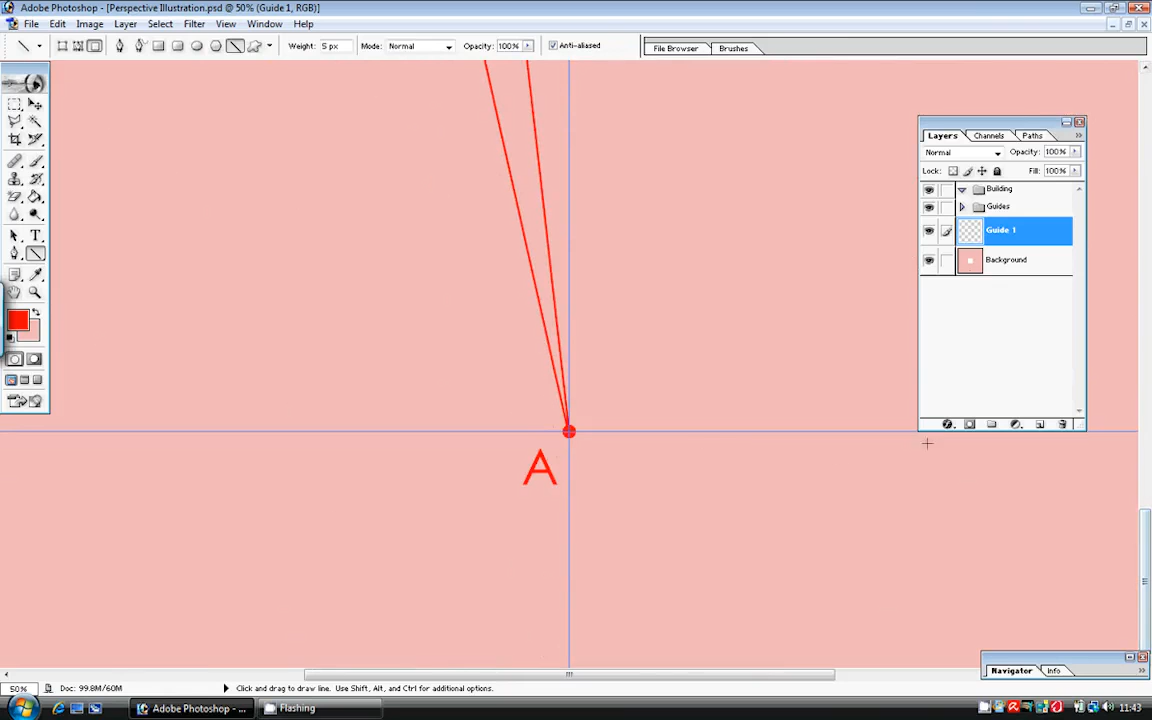 Adobe Photoshop - [Perspective Illustration.psd @ 50% (Guide 1, RGB)]
File Edit Image Layer Select Filter View Window Help
Weight: 5 px Mode: Normal Opacity: 100% Anti-aliased File Browser Brushes
Layers Channels Paths
Normal Opacity: 100%
Lock: Fill: 100%
Building
Guides
Guide 1
Background
A
Navigator Info
50% Doc: 99.8M/60M Click and drag to draw line. Use Shift, Alt, and Ctrl for additional options.
Adobe Photoshop - ... Flashing 11:43